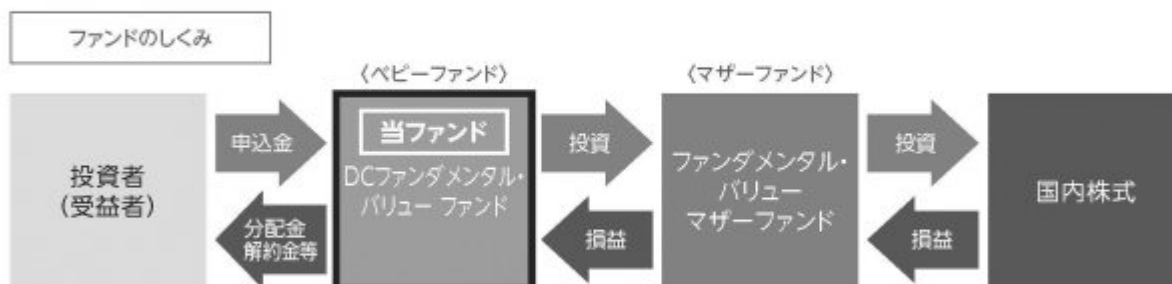 ファンドのしくみ
〈ベビーファンド〉
〈マザーファンド〉
投資者
(受益者)
申込金
分配金
解約金等
当ファンド
DCファンダメンタル・
バリュー ファンド
投資
損益
ファンダメンタル・
バリュー
マザーファンド
投資
損益
国内株式